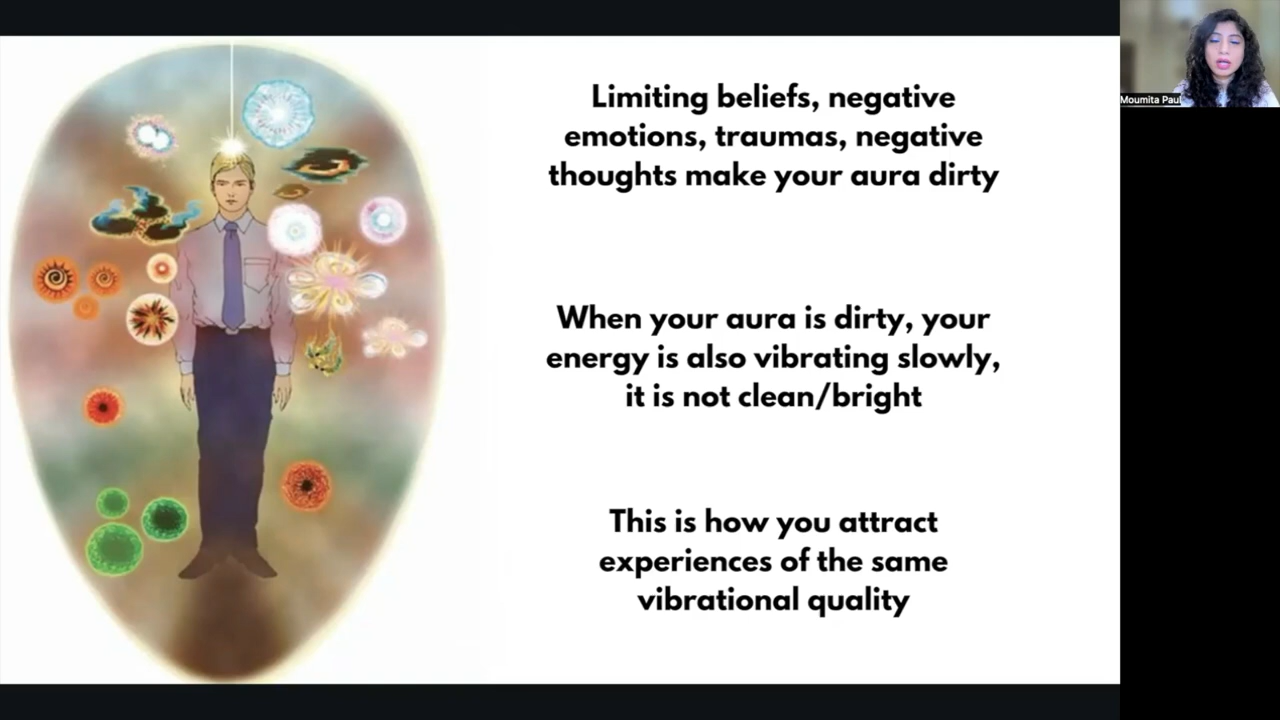 Limiting beliefs, negative
emotions, traumas, negative
thoughts make your aura dirty
When your aura is dirty, your
energy is also vibrating slowly,
it is not clean/bright
This is how you attract
experiences of the same
vibrational quality
Moumita Paul